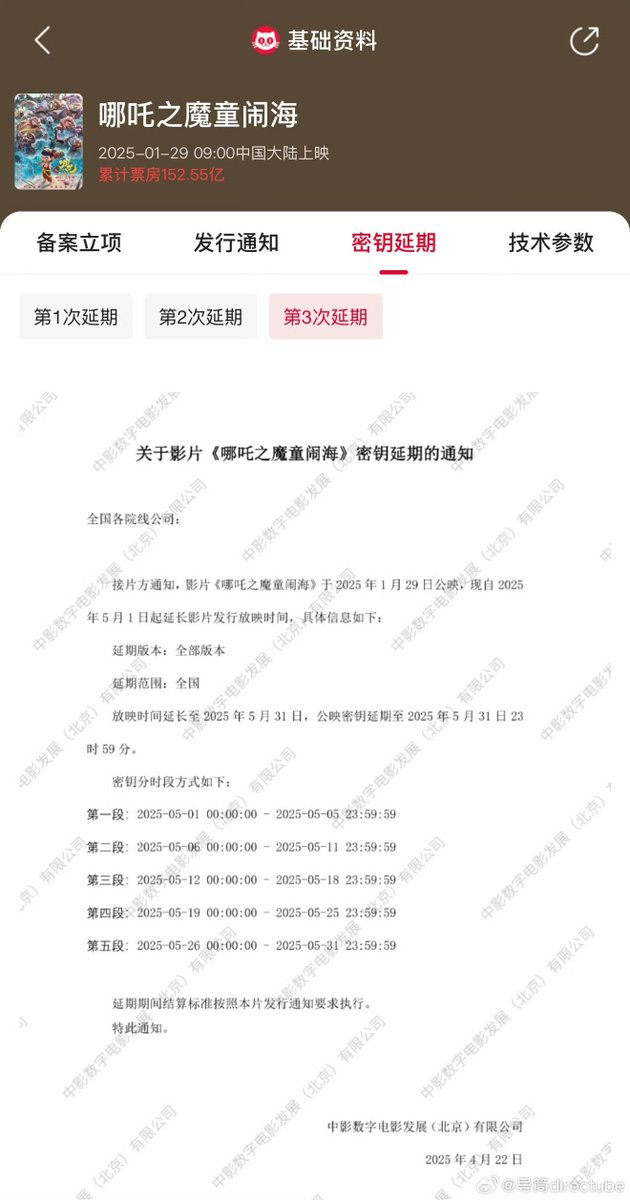 基础资料
哪吒之魔童闹海
2025-01-29 09:00中国大陆上映
累计票房152.55亿
备案立项 发行通知 密钥延期 技术参数
第1次延期 第2次延期 第3次延期
关于影片《哪吒之魔童闹海》密钥延期的通知
全国各院线公司：
接片方通知，影片《哪吒之魔童闹海》于 2025 年 1 月 29 日公映，现自 2025
年 5 月 1 日起延长影片发行放映时间，具体信息如下：
延期版本：全部版本
延期范围：全国
放映时间延长至 2025 年 5 月 31 日，公映密钥延期至 2025 年 5 月 31 日 23
时 59 分。
密钥分时段方式如下：
第一段：2025-05-01 00:00:00 - 2025-05-05 23:59:59
第二段：2025-05-06 00:00:00 - 2025-05-11 23:59:59
第三段：2025-05-12 00:00:00 - 2025-05-18 23:59:59
第四段：2025-05-19 00:00:00 - 2025-05-25 23:59:59
第五段：2025-05-26 00:00:00 - 2025-05-31 23:59:59
延期期间结算标准按照本片发行通知要求执行。
特此通知。
中影数字电影发展（北京）有限公司
2025 年 4 月 22 日
@导筒directube
中影数字电影发展（北京）有限公司